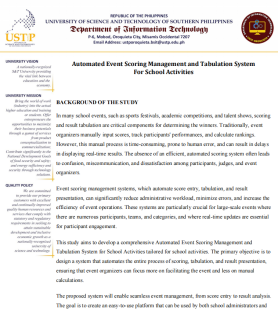 REPUBLIC OF THE PHILIPPINES
UNIVERSITY OF SCIENCE AND TECHNOLOGY OF SOUTHERN PHILIPPINES
Department of Information Technology
USTP
Automated Event Scoring Management and Tabulation System
For School Activities
UNIVERSITY VISION
A nationally recognized
S&T University providing
the vital link between
education and the
economy
UNIVERSITY MISSION
QUALITY POLICY
BACKGROUND OF THE STUDY
In many school events, such as sports festivals, academic competitions, and talent shows, scoring
and result tabulation are critical components for determining the winners. Traditionally, event
organizers manually input scores, track participants' performances, and calculate rankings.
However, this manual process is time-consuming, prone to human error, and can result in delays
in displaying real-time results. The absence of an efficient, automated scoring system often leads
to confusion, miscommunication, and dissatisfaction among participants, judges, and event
organizers.
Event scoring management systems, which automate score entry, tabulation, and result
presentation, can significantly reduce administrative workload, minimize errors, and increase the
efficiency of event operations. These systems are particularly crucial for large-scale events where
there are numerous participants, teams, and categories, and where real-time updates are essential
for participant engagement.
This study aims to develop a comprehensive Automated Event Scoring Management and
Tabulation System for School Activities tailored for school activities. The primary objective is to
design a system that automates the entire process of scoring, tabulation, and result presentation,
ensuring that event organizers can focus more on facilitating the event and less on manual
calculations.
The proposed system will enable seamless event management, from score entry to result analysis.
The goal is to create an easy-to-use platform that can be used by both school administrators and